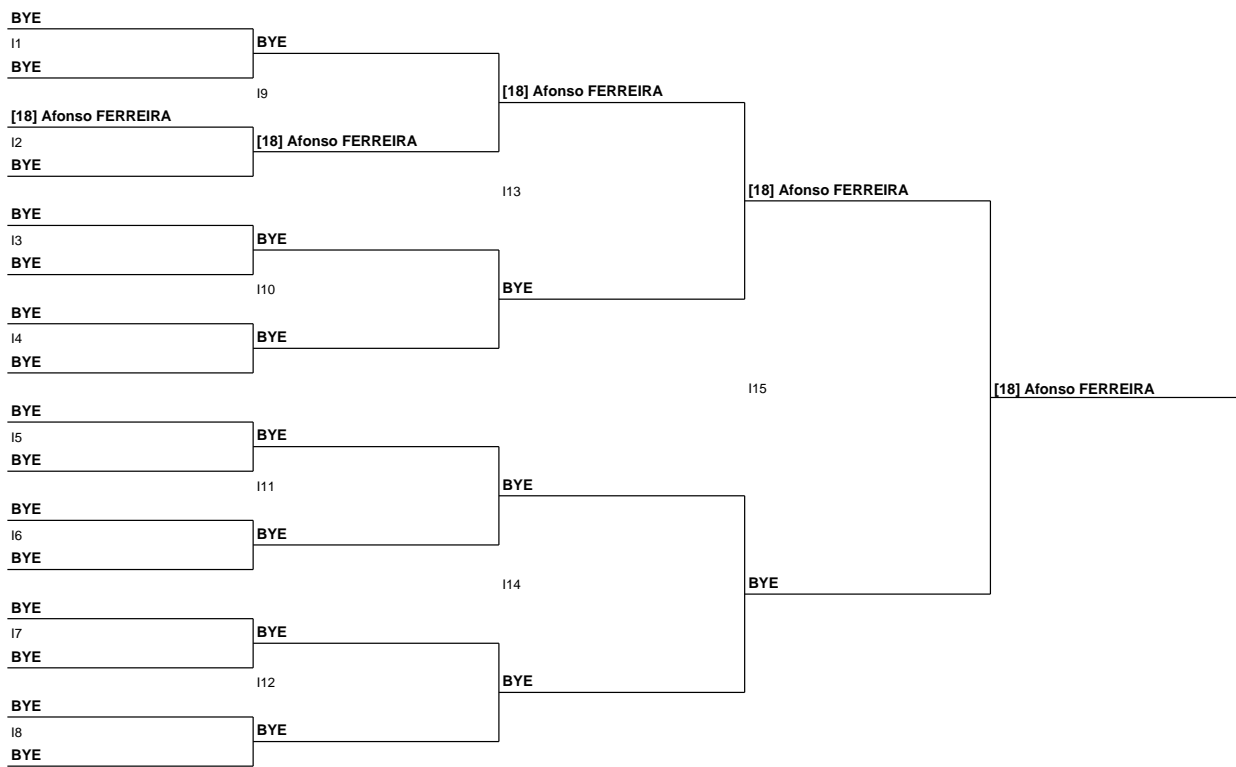 BYE
I1
BYE
BYE
I9
[18] Afonso FERREIRA
[18] Afonso FERREIRA
I2
[18] Afonso FERREIRA
BYE
I13
[18] Afonso FERREIRA
BYE
I3
BYE
BYE
I10
BYE
BYE
I4
BYE
BYE
I15
[18] Afonso FERREIRA
BYE
I5
BYE
BYE
I11
BYE
BYE
I6
BYE
BYE
I14
BYE
BYE
I7
BYE
BYE
I12
BYE
BYE
I8
BYE
BYE